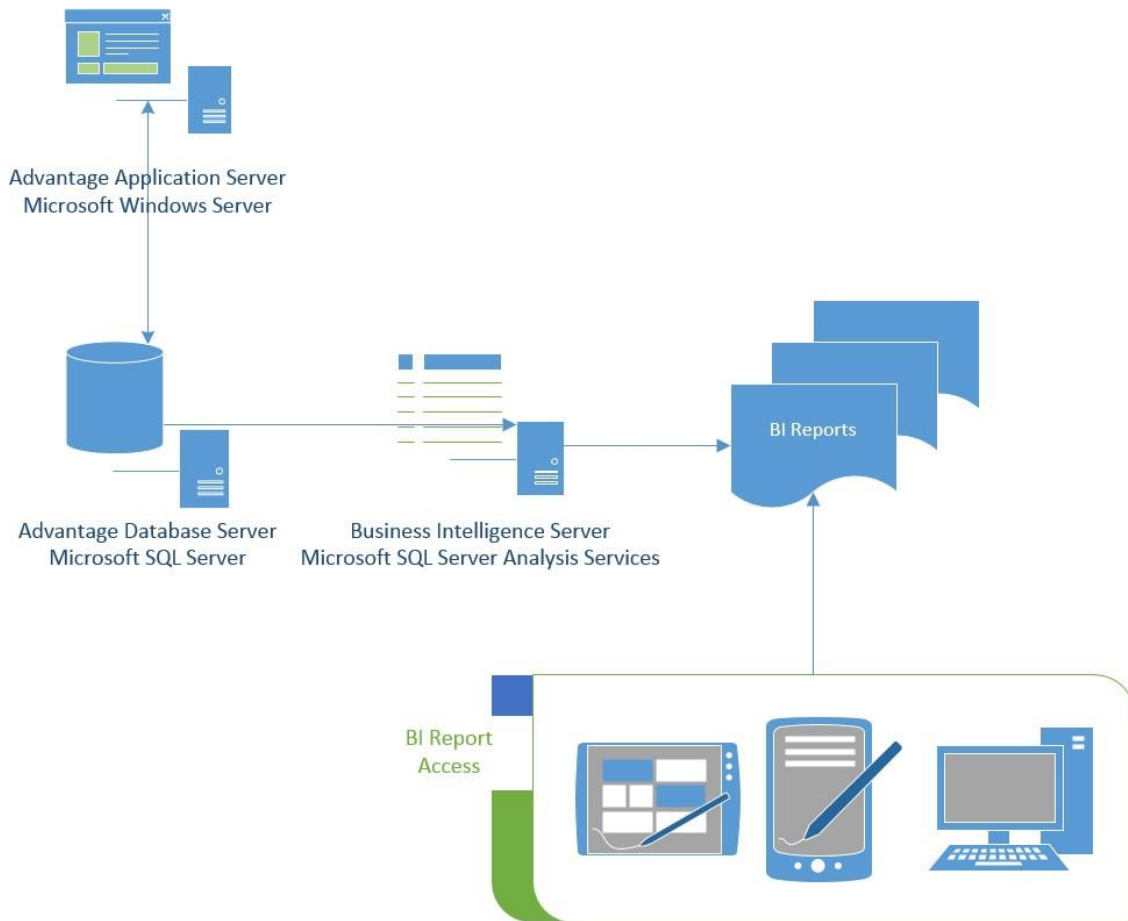 Advantage Application Server
Microsoft Windows Server
BI Reports
Advantage Database Server
Microsoft SQL Server
Business Intelligence Server
Microsoft SQL Server Analysis Services
BI Report
Access